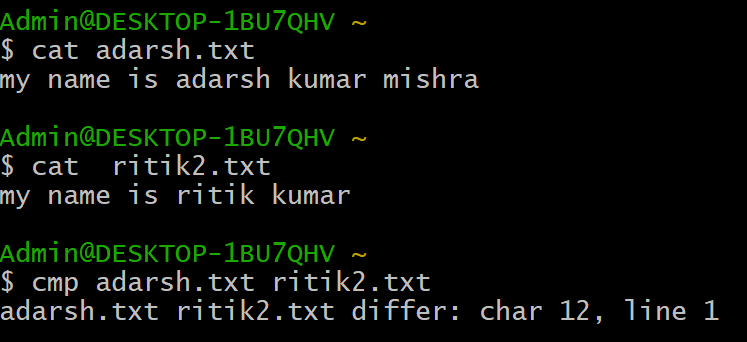 Admin@DESKTOP-1BU7QHV ~
$ cat adarsh.txt
my name is adarsh kumar mishra
Admin@DESKTOP-1BU7QHV ~
$ cat  ritik2.txt
my name is ritik kumar
Admin@DESKTOP-1BU7QHV ~
$ cmp adarsh.txt ritik2.txt
adarsh.txt ritik2.txt differ: char 12, line 1